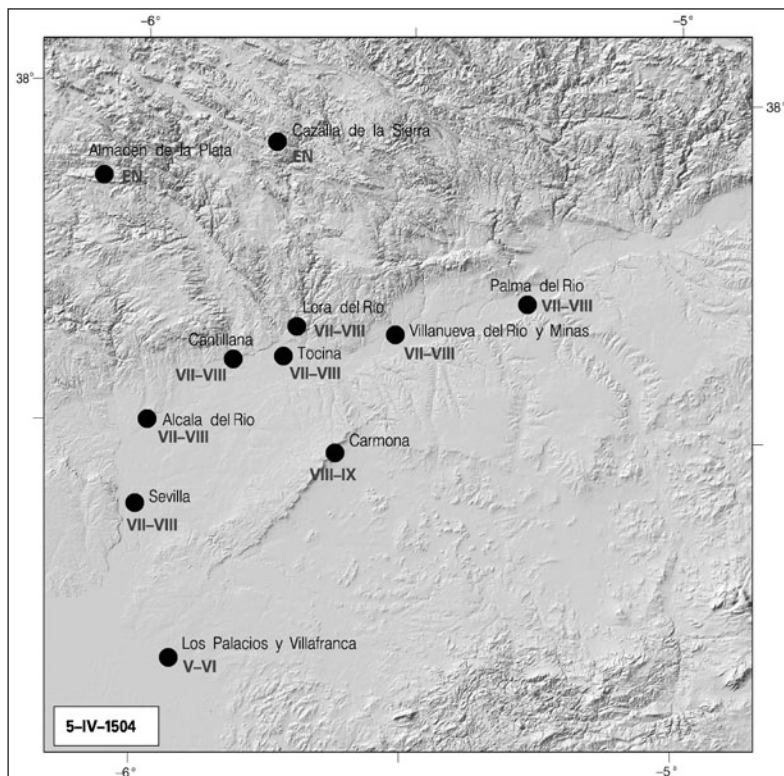 –6°
–5°
38°
38°
Cazalla de la Sierra
EN
Almaden de la Plata
EN
Palma del Rio
VII–VIII
Lora del Rio
VII–VIII
Villanueva del Rio y Minas
VII–VIII
Cantillana
VII–VIII
Tocina
VII–VIII
Alcala del Rio
VII–VIII
Carmona
VIII–IX
Sevilla
VII–VIII
Los Palacios y Villafranca
V–VI
5–IV–1504
–6°
–5°